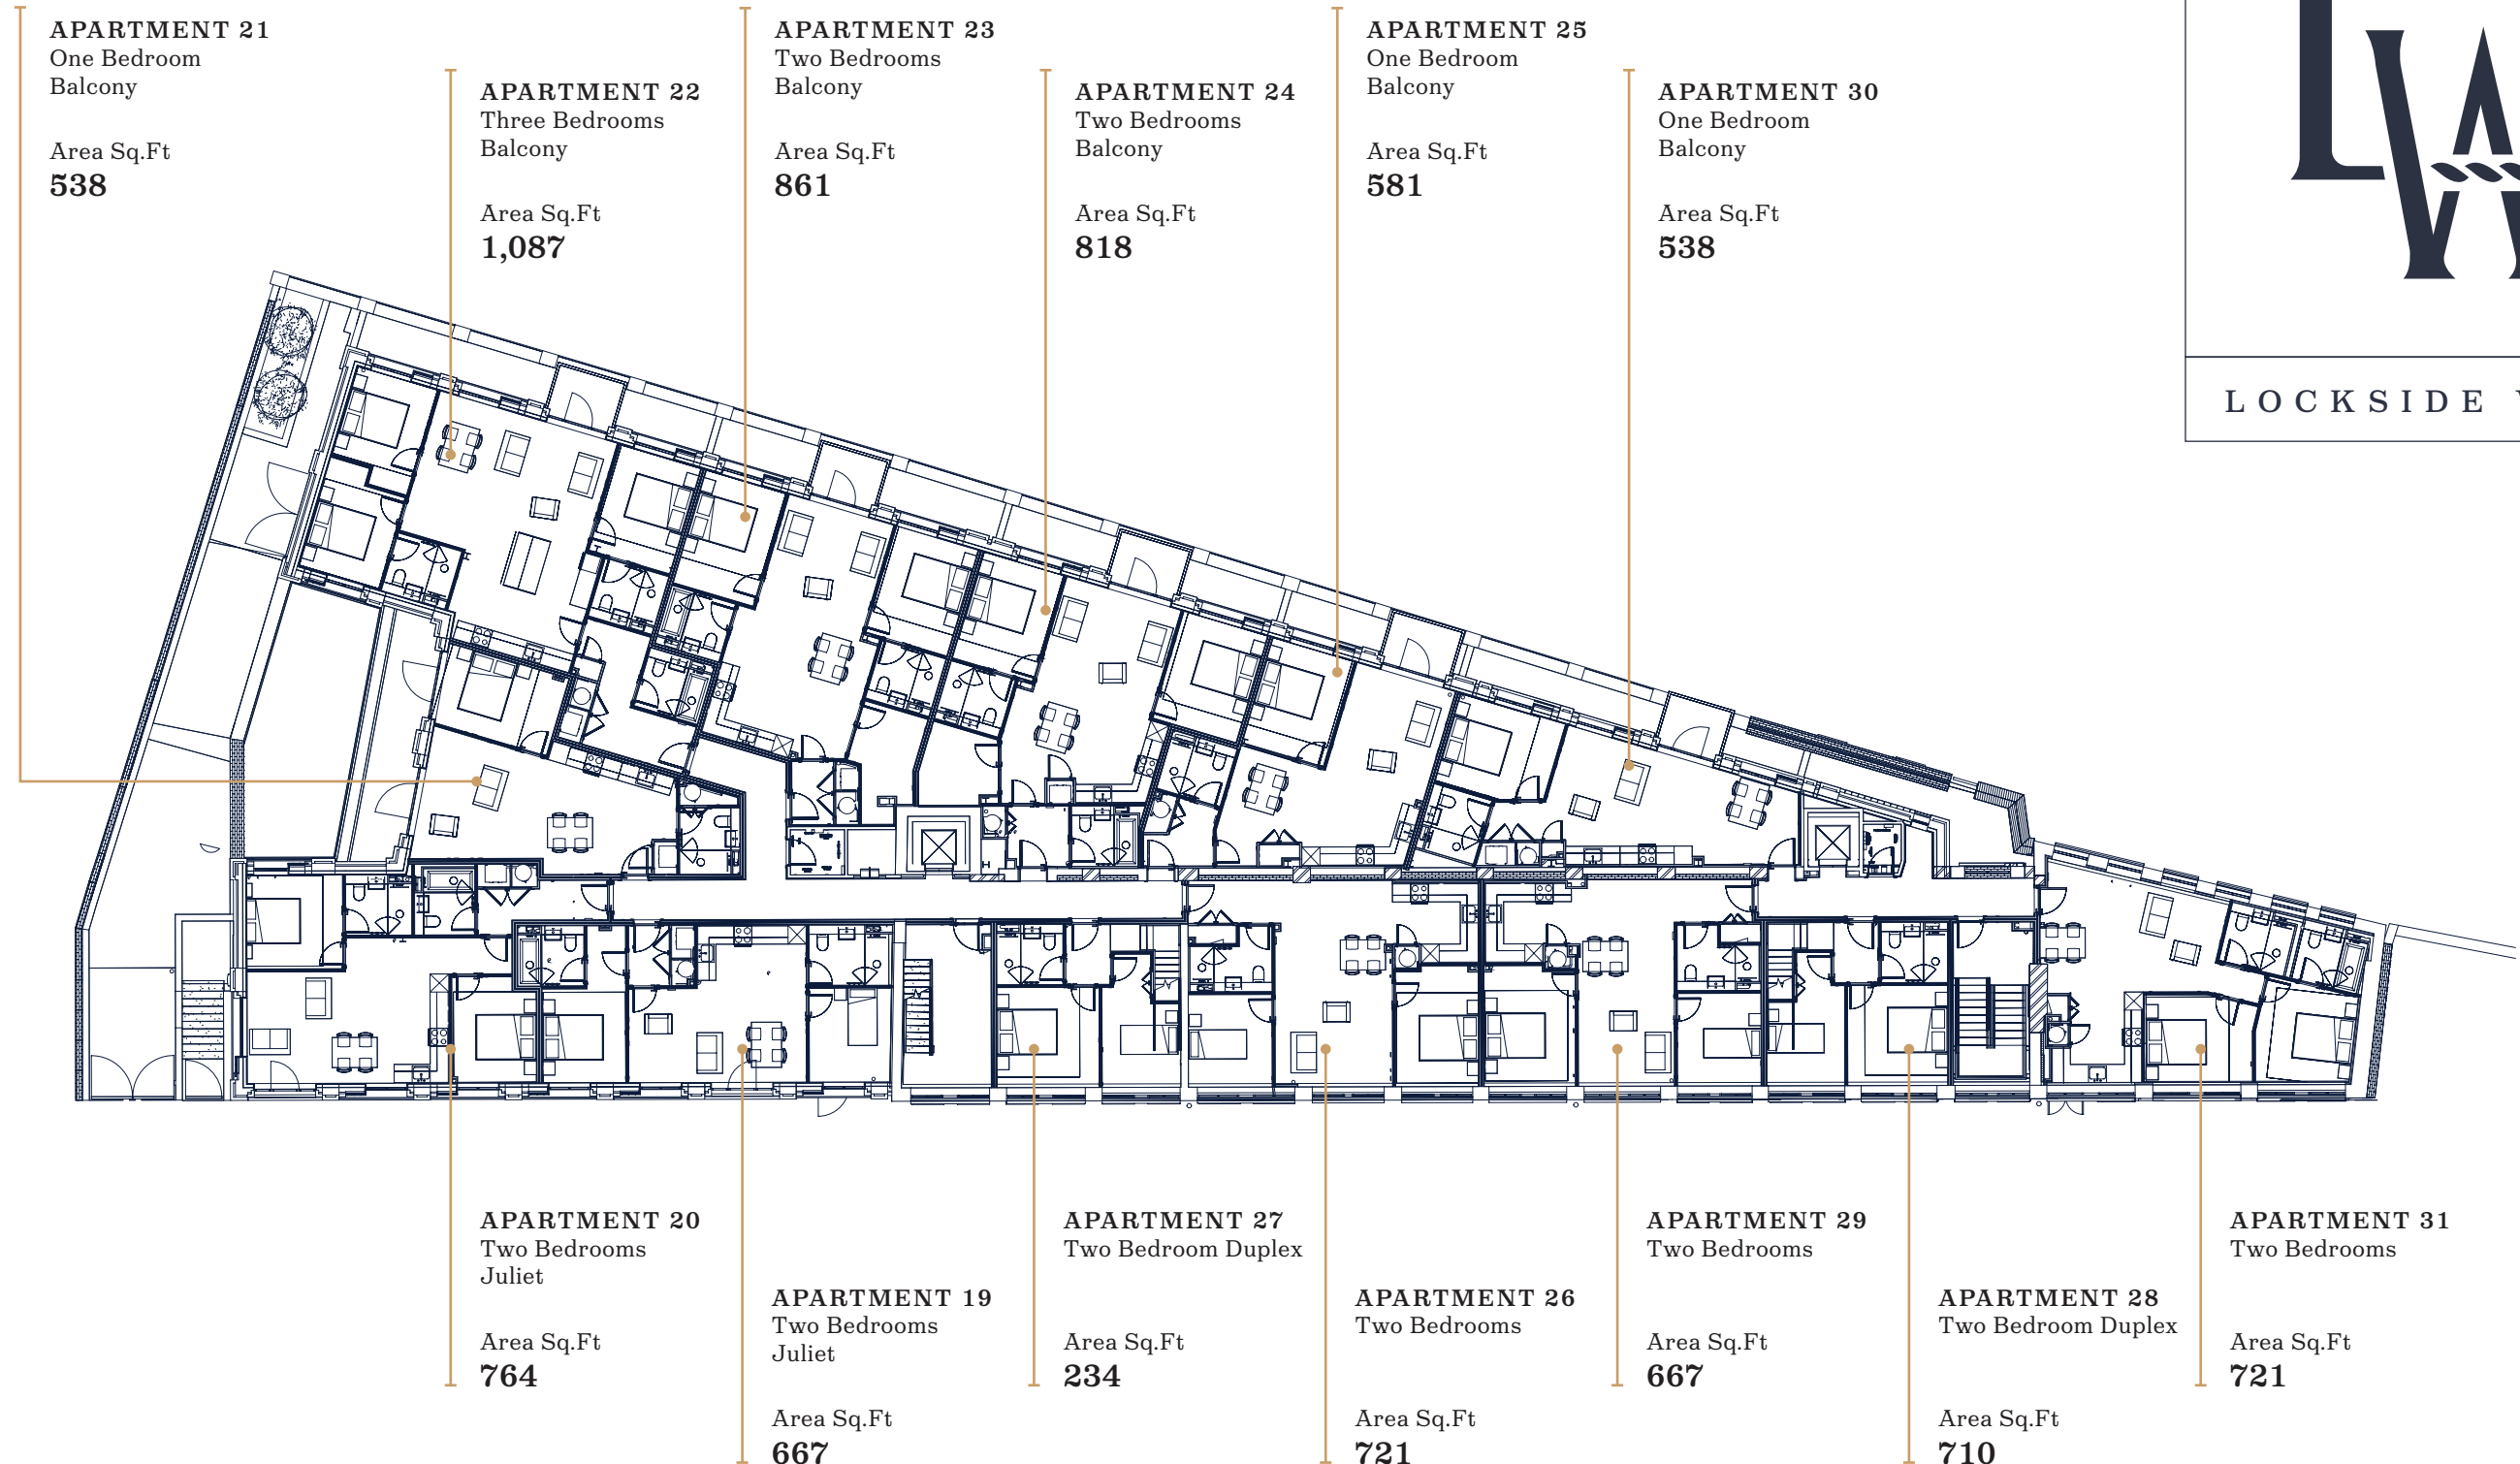 APARTMENT 21
One Bedroom
Balcony
Area Sq.Ft
538
APARTMENT 22
Three Bedrooms
Balcony
Area Sq.Ft
1,087
APARTMENT 23
Two Bedrooms
Balcony
Area Sq.Ft
861
APARTMENT 24
Two Bedrooms
Balcony
Area Sq.Ft
818
APARTMENT 25
One Bedroom
Balcony
Area Sq.Ft
581
APARTMENT 30
One Bedroom
Balcony
Area Sq.Ft
538
LW
LOCKSIDE
APARTMENT 20
Two Bedrooms
Juliet
Area Sq.Ft
764
APARTMENT 19
Two Bedrooms
Juliet
Area Sq.Ft
667
APARTMENT 27
Two Bedroom Duplex
Area Sq.Ft
234
APARTMENT 26
Two Bedrooms
Area Sq.Ft
721
APARTMENT 29
Two Bedrooms
Area Sq.Ft
667
APARTMENT 28
Two Bedroom Duplex
Area Sq.Ft
710
APARTMENT 31
Two Bedrooms
Area Sq.Ft
721